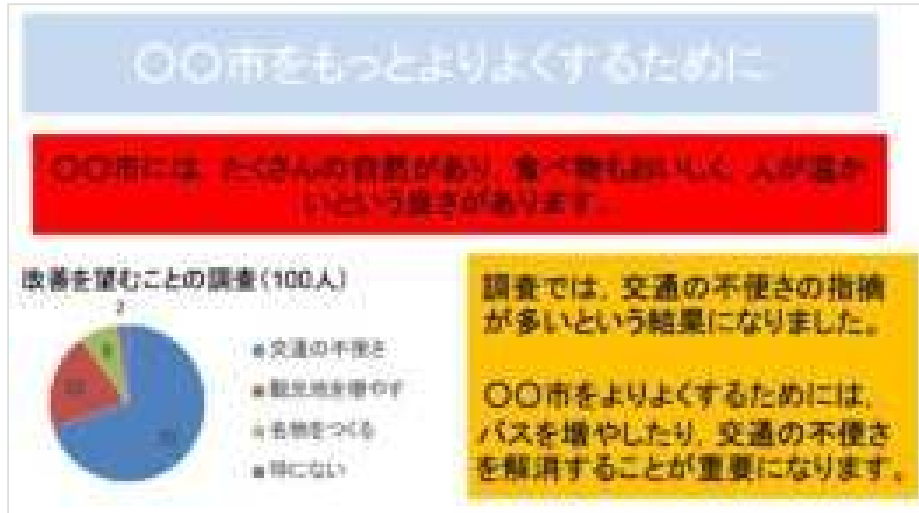 〇〇市をもっとよりよくするために
〇〇市には、たくさんの自然があり、食べ物もおいしく、人が温か
いという良さがあります。
改善を望むことの調査(100人)
交通の不便さ
観光地を増やす
名物をつくる
特にない
調査では、交通の不便さの指摘
が多いという結果になりました。
〇〇市をよりよくするためには、
バスを増やしたり、交通の不便さ
を解消することが重要になります。